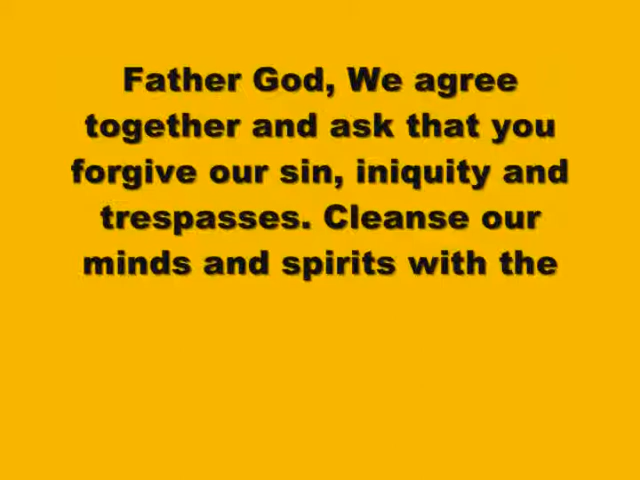 Father God, We agree
together and ask that you
forgive our sin, iniquity and
trespasses. Cleanse our
minds and spirits with the